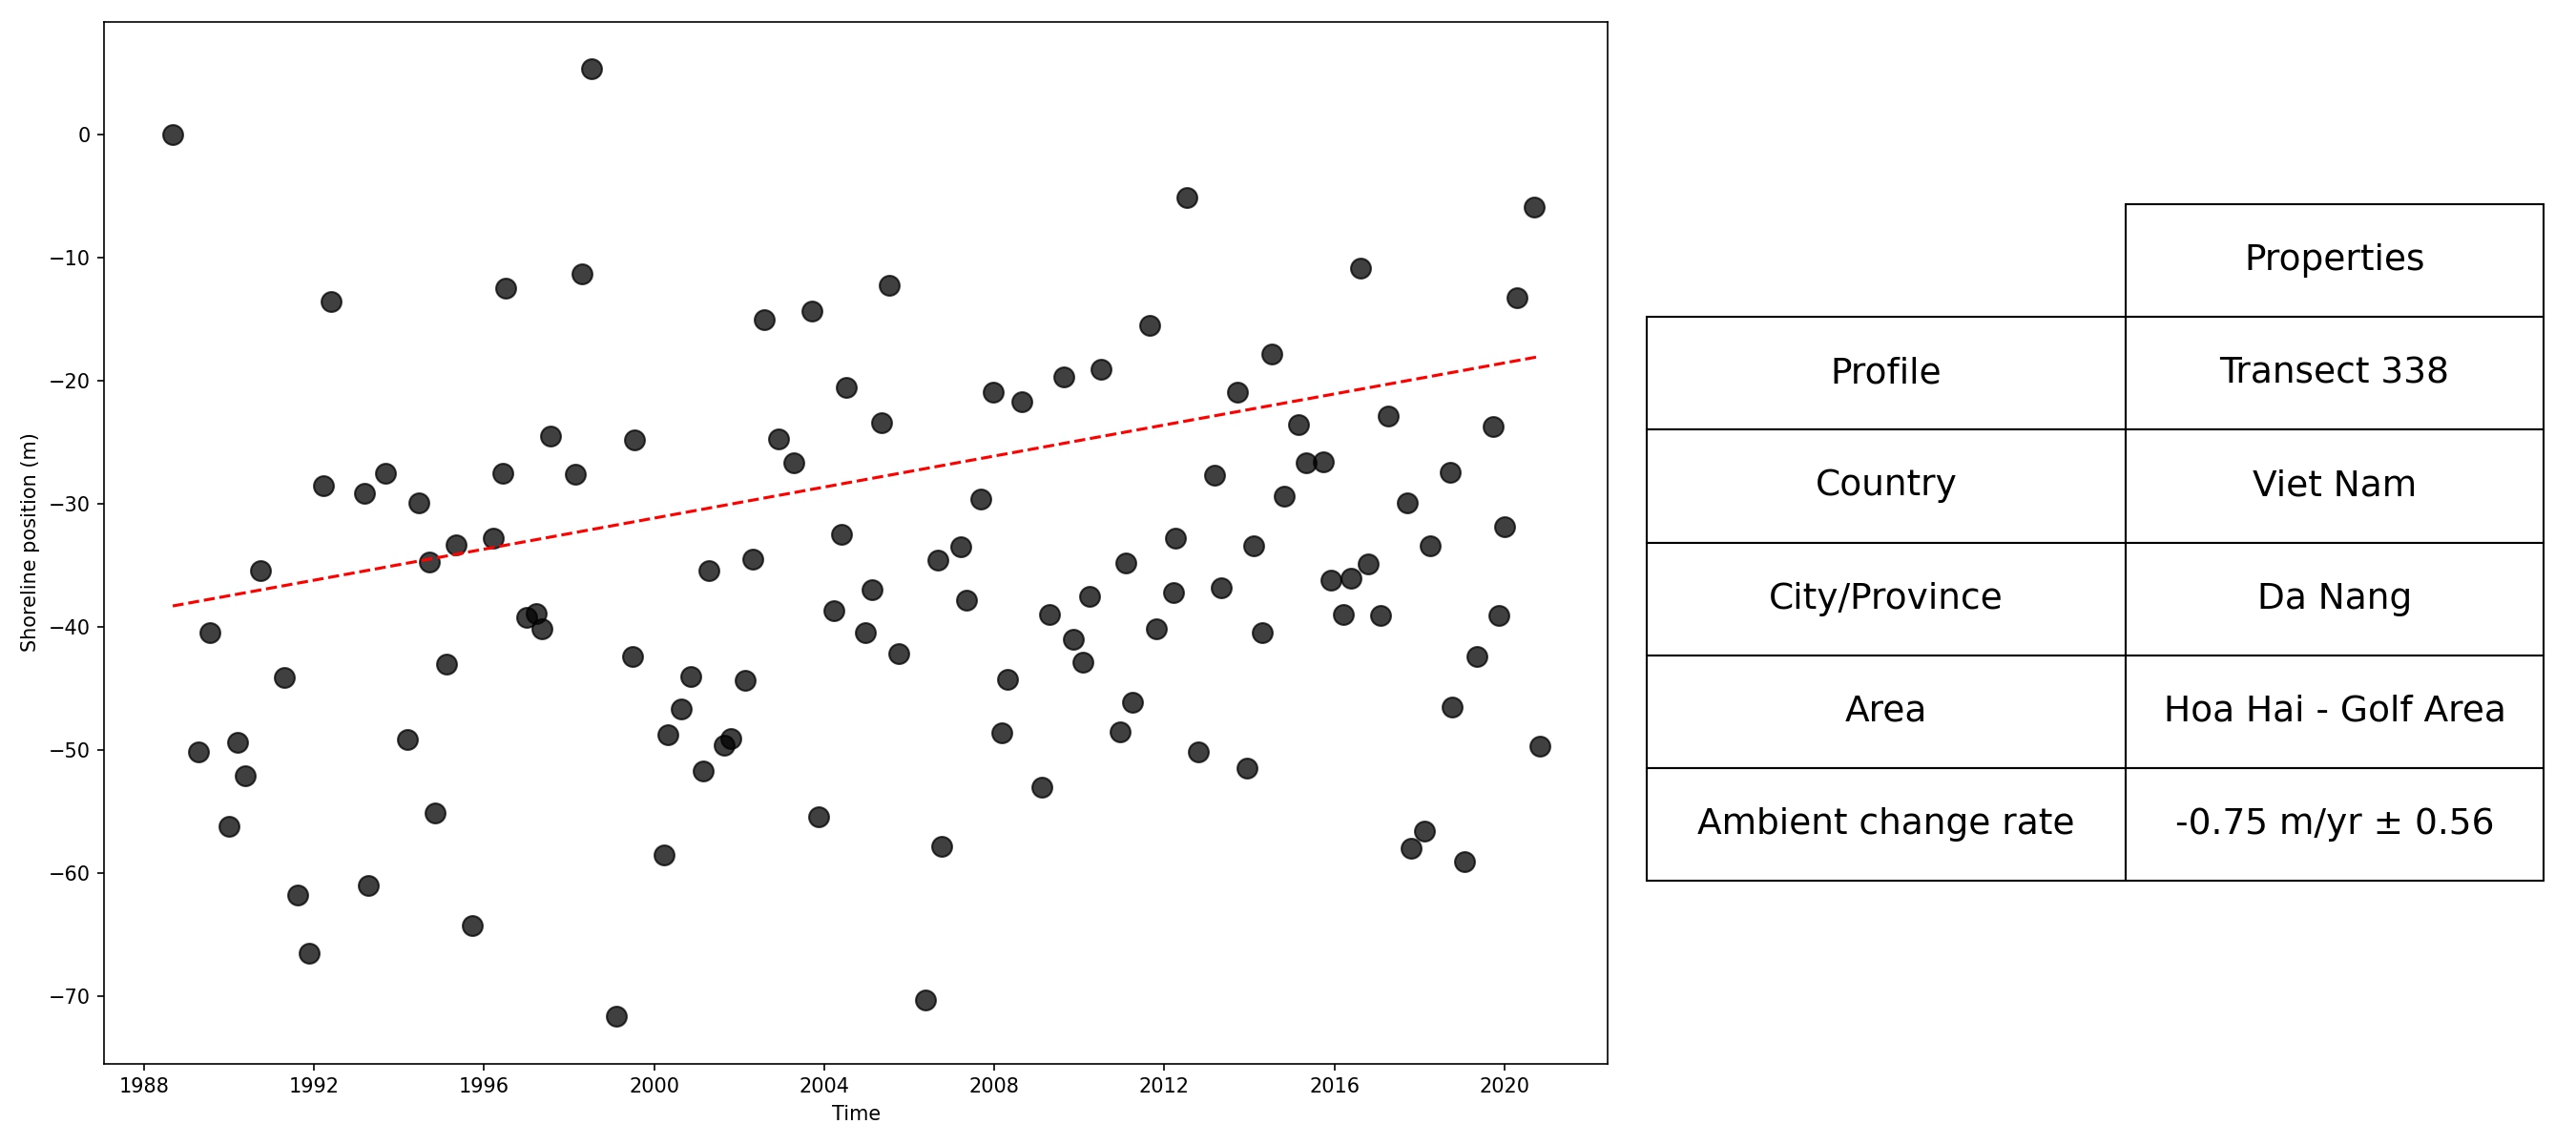 0
−10
−20
−30
−40
−50
−60
−70
Shoreline position (m)
1988 1992 1996 2000 2004 2008 2012 2016 2020
Time
Properties
Profile Transect 338
Country Viet Nam
City/Province Da Nang
Area Hoa Hai - Golf Area
Ambient change rate -0.75 m/yr ± 0.56